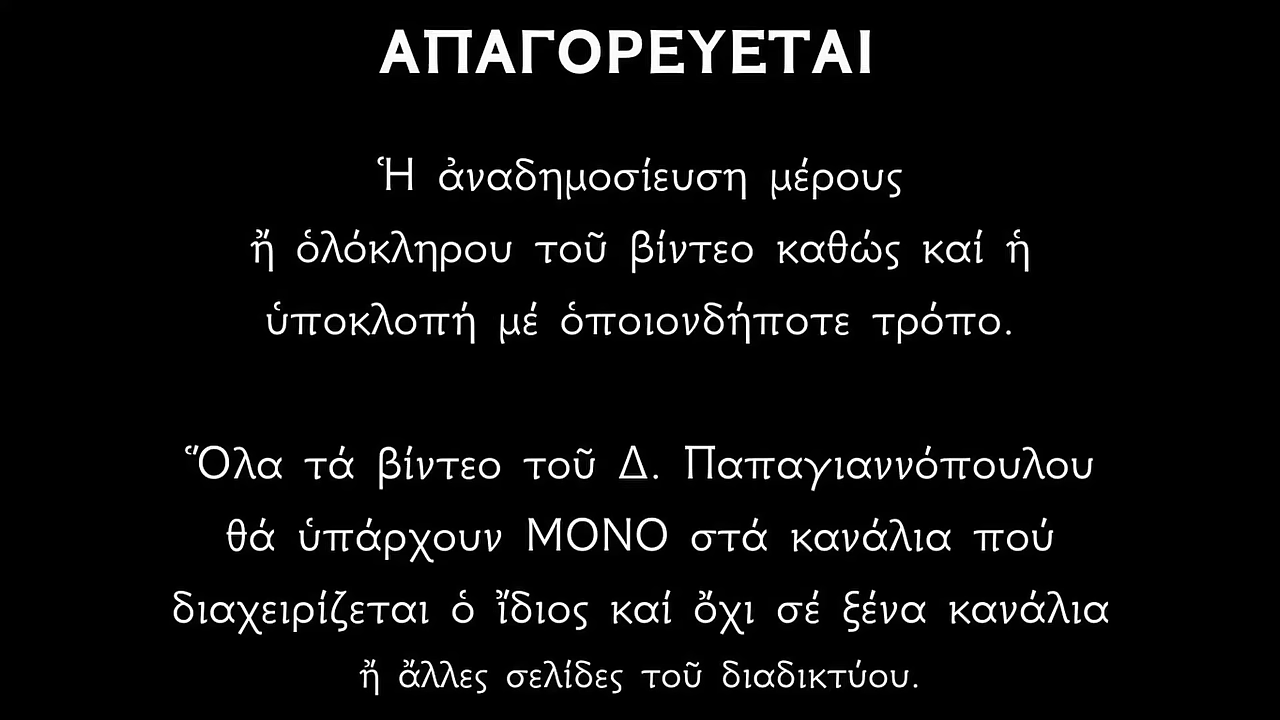 ΑΠΑΓΟΡΕΥΕΤΑΙ
Ἡ ἀναδημοσίευση μέρους
ἤ ὁλόκληρου τοῦ βίντεο καθώς καί ἡ
ὑποκλοπή μέ ὁποιονδήποτε τρόπο.
Ὅλα τά βίντεο τοῦ Δ. Παπαγιαννόπουλου
θά ὑπάρχουν ΜΟΝΟ στά κανάλια πού
διαχειρίζεται ὁ ἴδιος καί ὄχι σέ ξένα κανάλια
ἤ ἄλλες σελίδες τοῦ διαδικτύου.